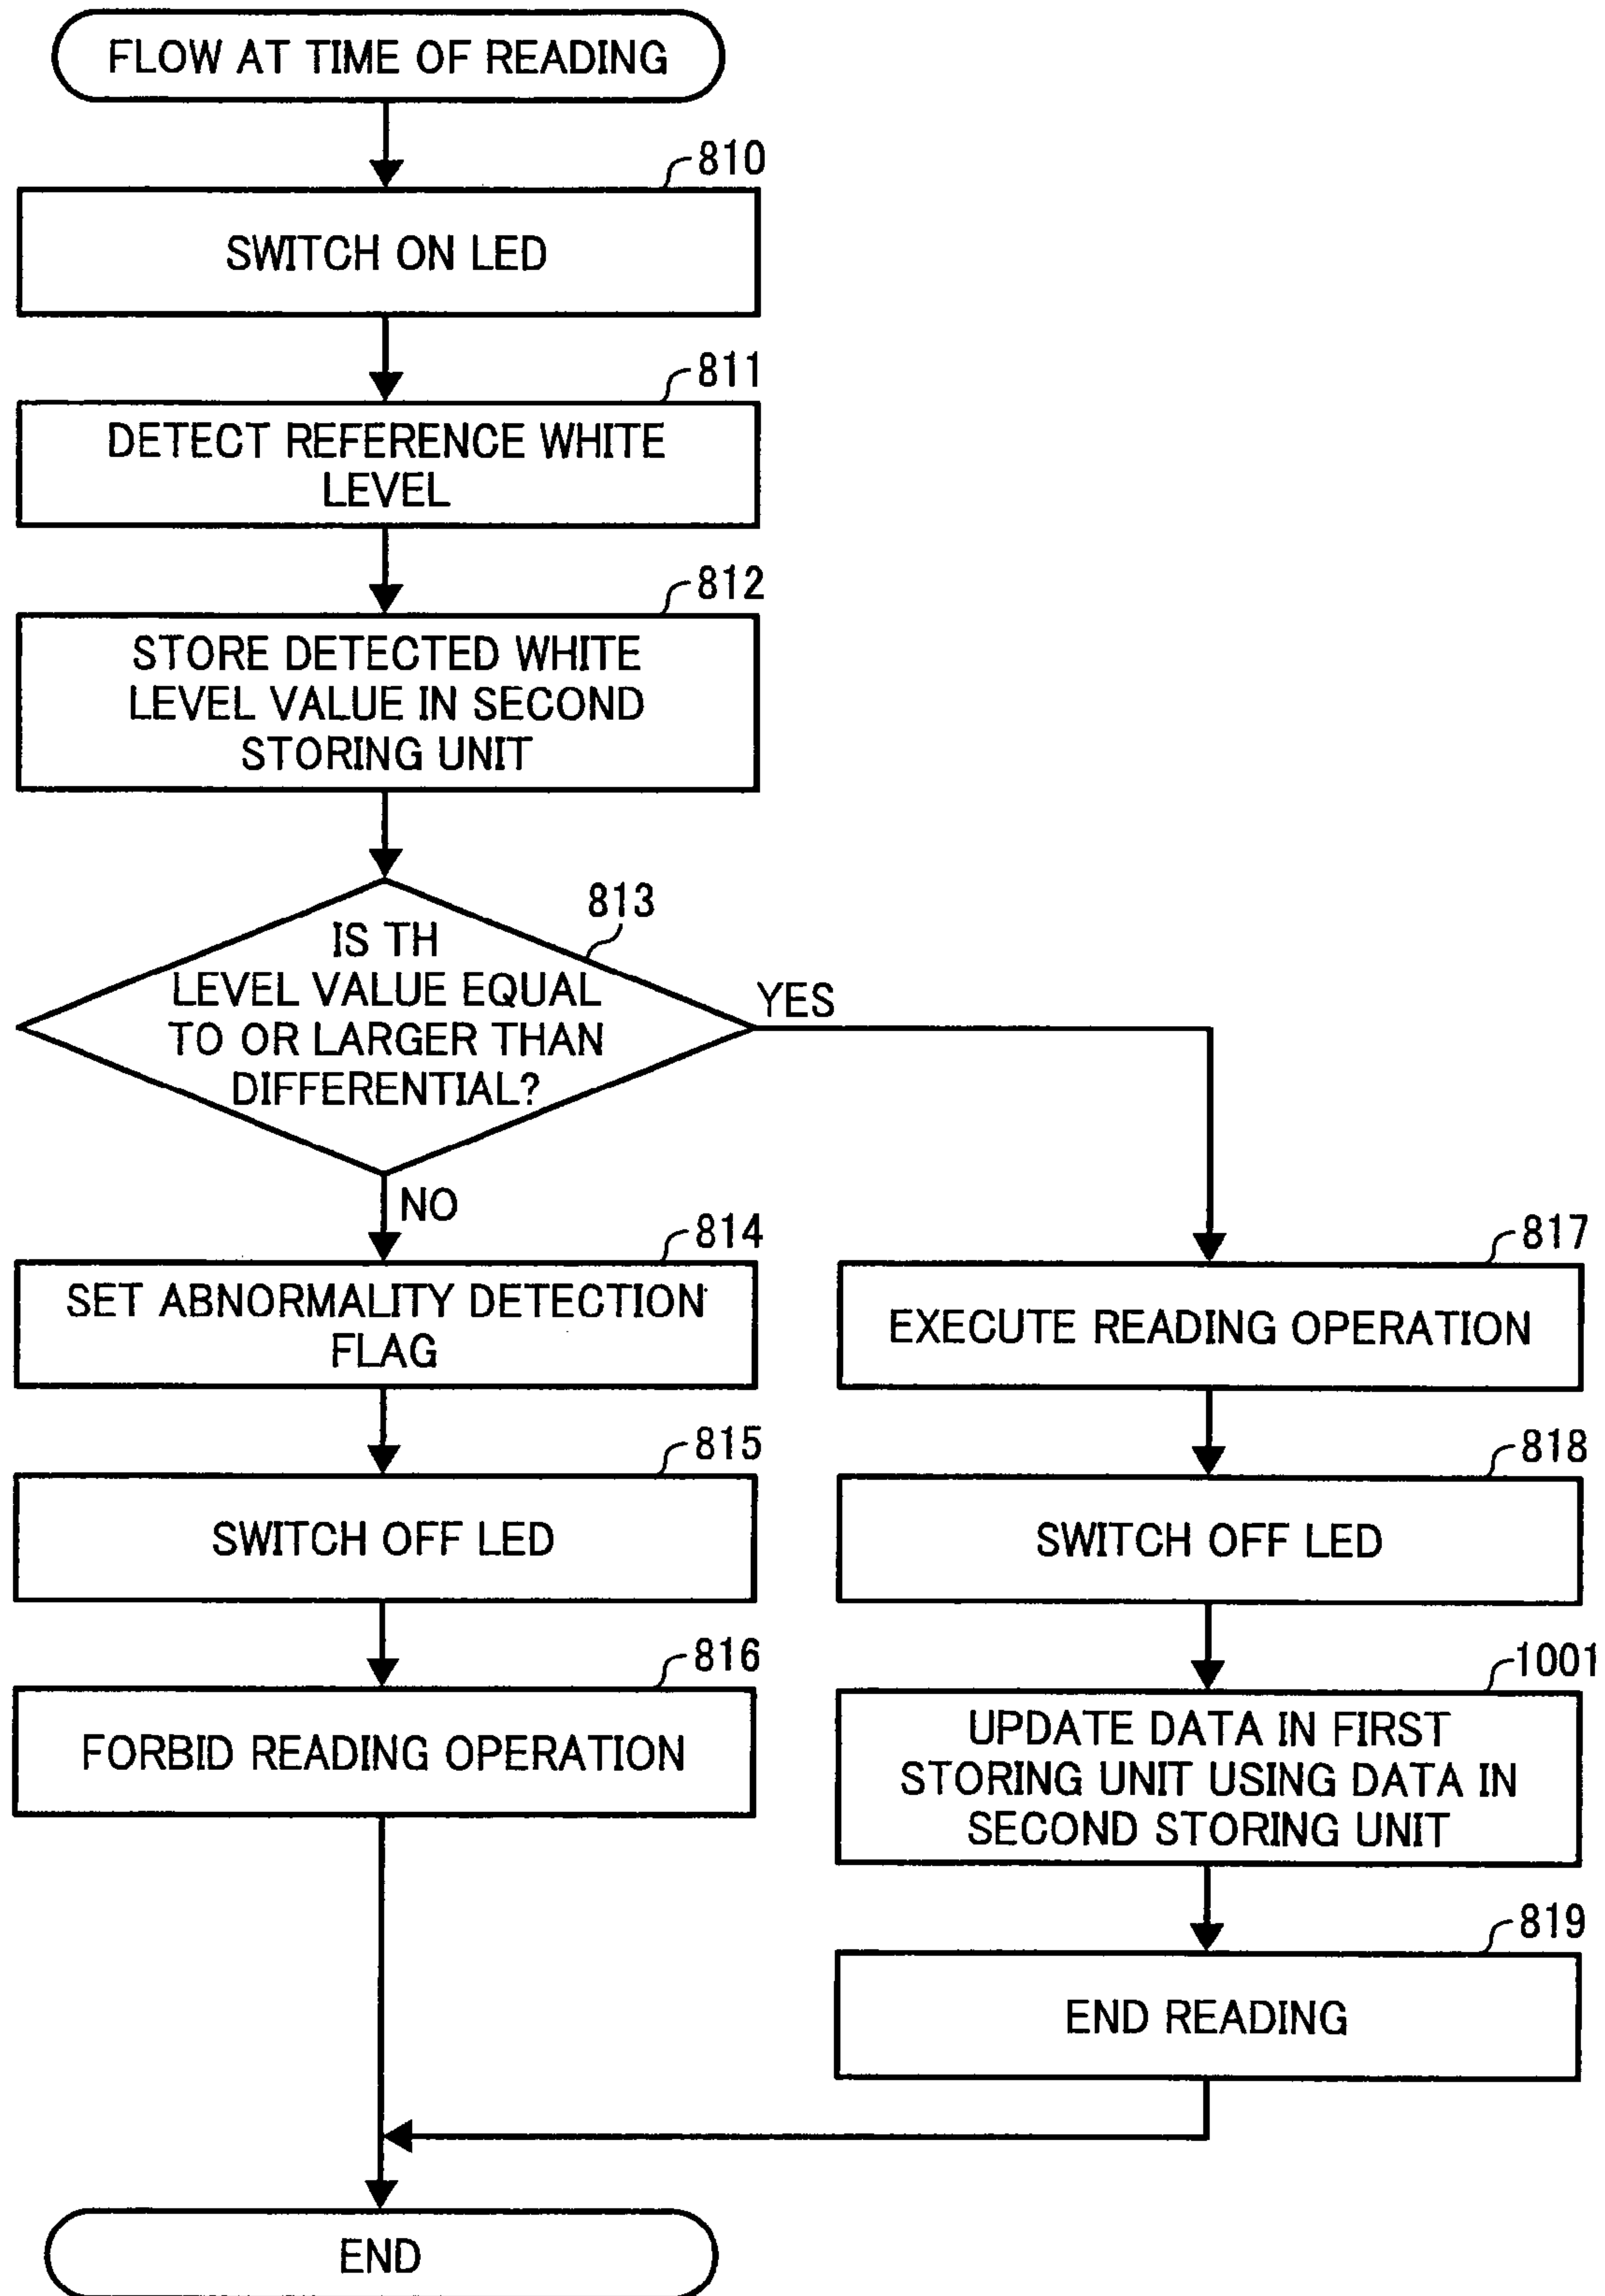 FLOW AT TIME OF READING
810
SWITCH ON LED
811
DETECT REFERENCE WHITE
LEVEL
812
STORE DETECTED WHITE
LEVEL VALUE IN SECOND
STORING UNIT
813
IS TH
LEVEL VALUE EQUAL
TO OR LARGER THAN
DIFFERENTIAL?
YES
NO
814
SET ABNORMALITY DETECTION
FLAG
815
SWITCH OFF LED
816
FORBID READING OPERATION
817
EXECUTE READING OPERATION
818
SWITCH OFF LED
1001
UPDATE DATA IN FIRST
STORING UNIT USING DATA IN
SECOND STORING UNIT
819
END READING
END